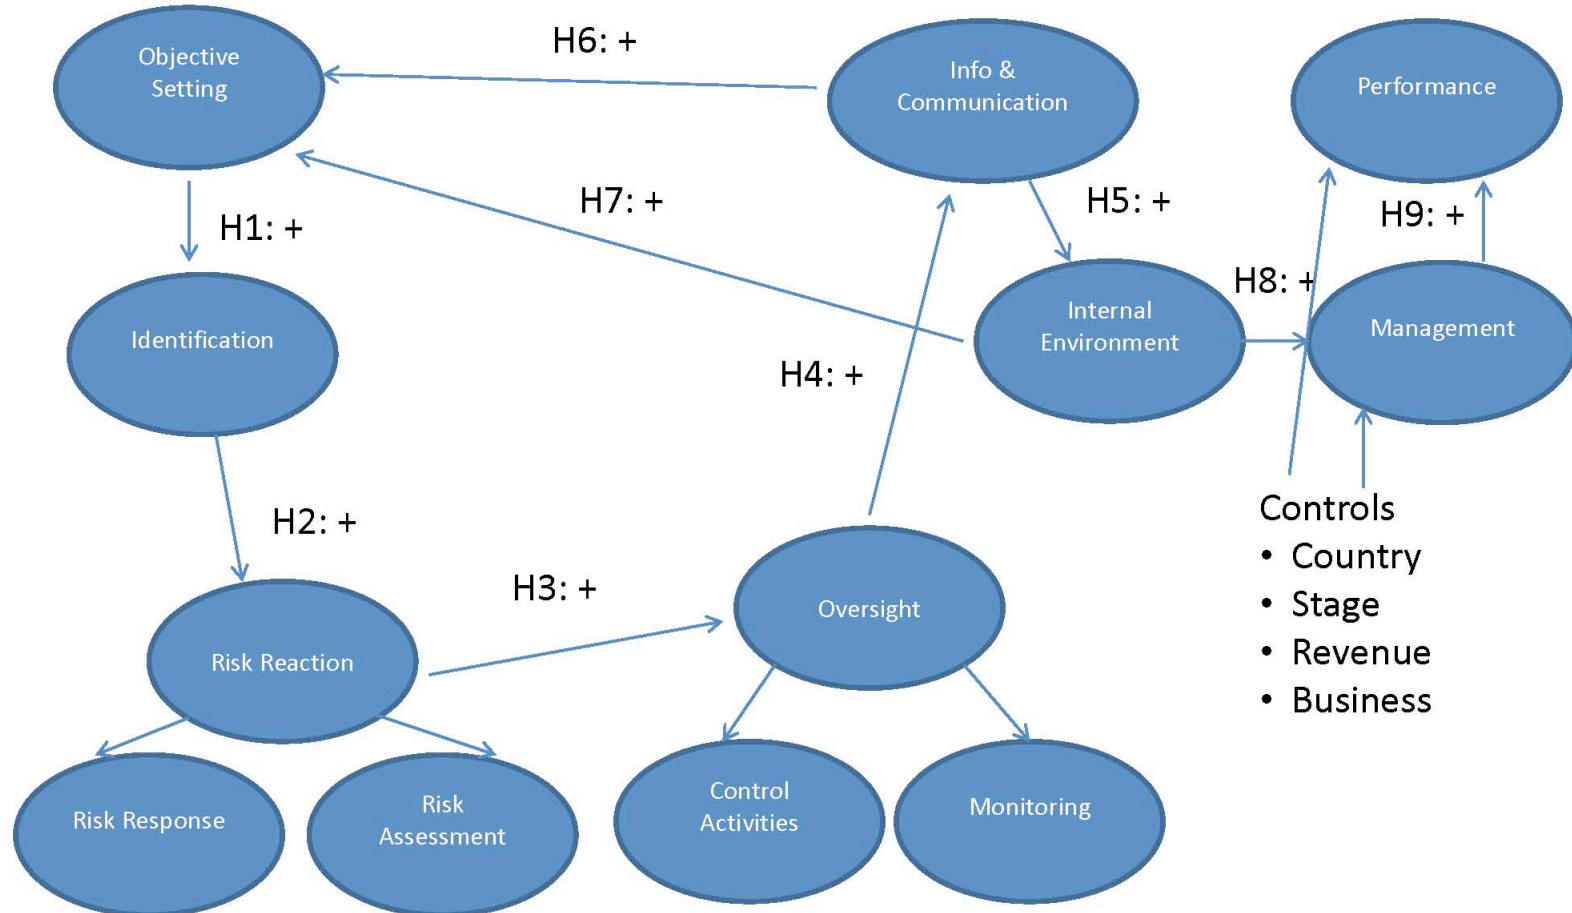 Objective
Setting
H6: +
Info &
Communication
Performance
H1: +
H7: +
H5: +
H9: +
Identification
H4: +
Internal
Environment
H8: +
Management
H2: +
H3: +
Risk Reaction
Oversight
Controls
• Country
• Stage
• Revenue
• Business
Risk Response
Risk
Assessment
Control
Activities
Monitoring